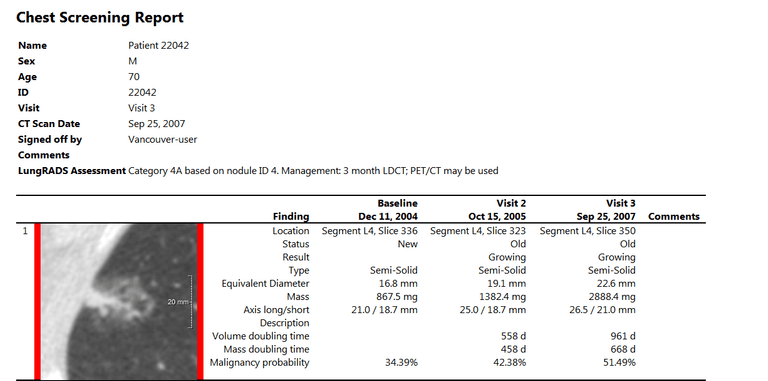 Chest Screening Report
Name Patient 22042
Sex M
Age 70
ID 22042
Visit Visit 3
CT Scan Date Sep 25, 2007
Signed off by Vancouver-user
Comments
LungRADS Assessment Category 4A based on nodule ID 4. Management: 3 month LDCT; PET/CT may be used
Baseline Visit 2 Visit 3
Finding Dec 11, 2004 Oct 15, 2005 Sep 25, 2007 Comments
1 Location Segment L4, Slice 336 Segment L4, Slice 323 Segment L4, Slice 350
Status New Old Old
Result Growing Growing
Type Semi-Solid Semi-Solid Semi-Solid
Equivalent Diameter 16.8 mm 19.1 mm 22.6 mm
Mass 867.5 mg 1382.4 mg 2888.4 mg
20 mm
Axis long/short 21.0 / 18.7 mm 25.0 / 18.7 mm 26.5 / 21.0 mm
Description
Volume doubling time 558 d 961 d
Mass doubling time 458 d 668 d
Malignancy probability 34.39% 42.38% 51.49%